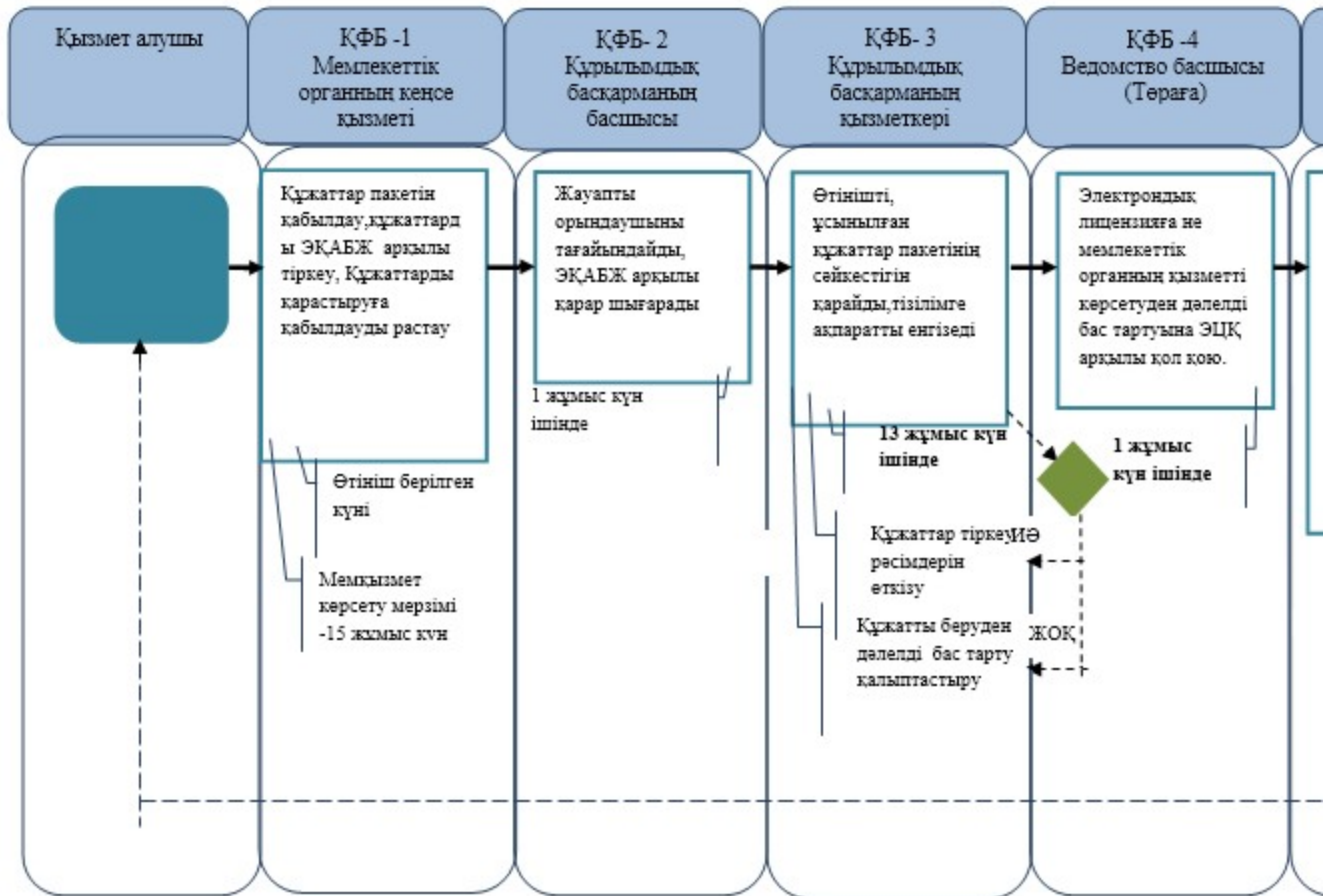 Қызмет алушы
ҚФБ -1
Мемлекеттік
органның кеңсе
қызметі
ҚФБ- 2
Құрылымдық
басқарманың
басшысы
ҚФБ- 3
Құрылымдық
басқарманың
қызметкері
ҚФБ -4
Ведомство басшысы
(Төраға)
Құжаттар пакетін
қабылдау,құжаттард
ы ЭҚАБЖ арқылы
тіркеу, Құжаттарды
қарастыруға
қабылдауды растау
Жауапты
орындаушыны
тағайындайды,
ЭҚАБЖ арқылы
қарар шығарады
Өтінішті,
ұсынылған
құжаттар пакетінің
сәйкестігін
қарайды,тізілімге
ақпаратты енгізеді
Электрондық
лицензияға не
мемлекеттік
органның қызметті
көрсетуден дәлелді
бас тартуына ЭЦҚ
арқылы қол қою.
1 жұмыс күн
ішінде
13 жұмыс күн
ішінде
1 жұмыс
күн ішінде
Өтініш берілген
күні
Мемқызмет
көрсету мерзімі
-15 жұмыс күн
Құжаттар тіркеу
рәсімдерін
өткізу
ИӘ
Құжатты беруден
дәлелді бас тарту
қалыптастыру
ЖОҚ